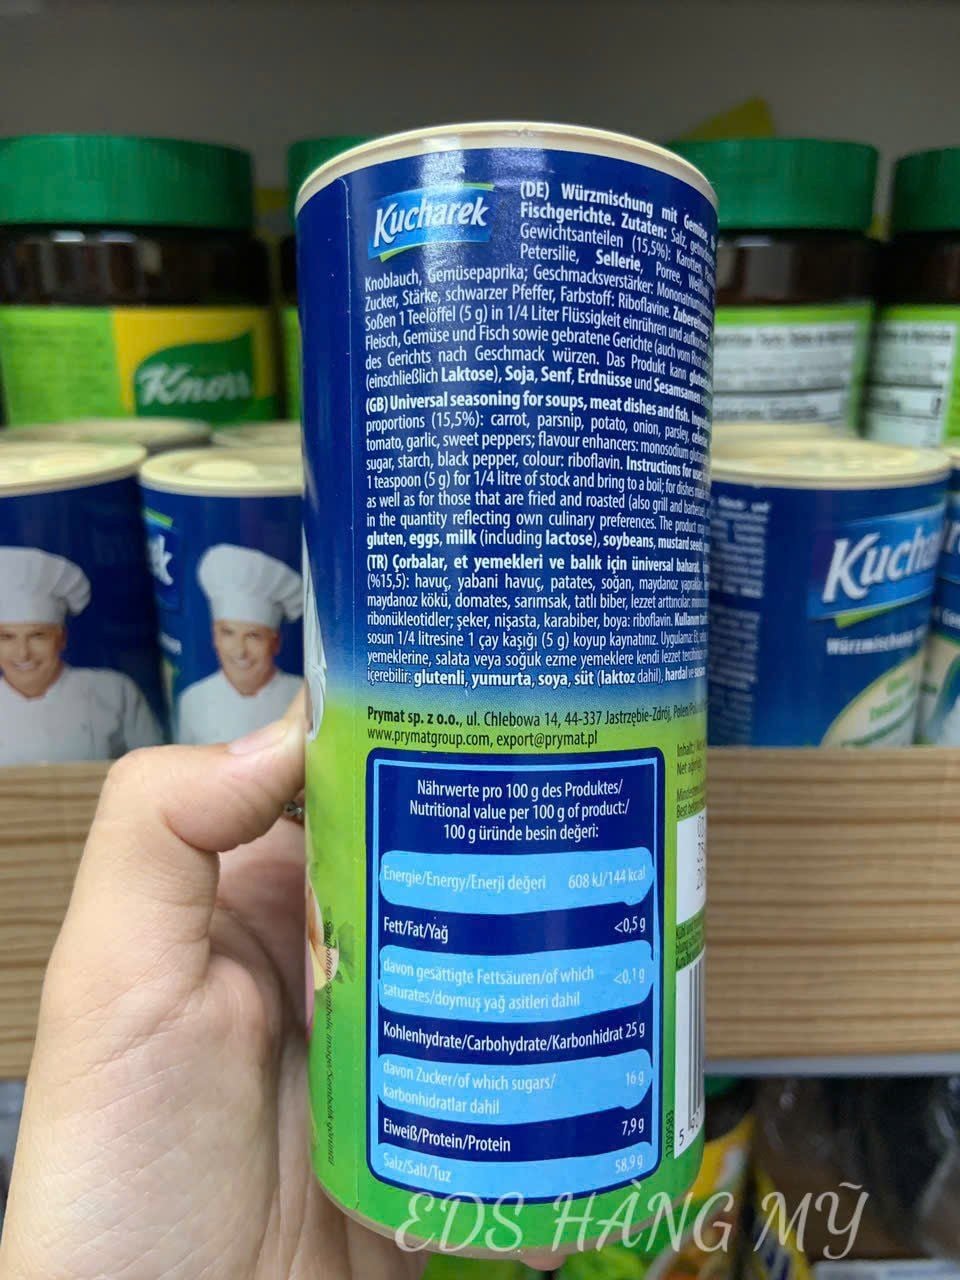 Kucharek
(DE) Würzmischung mit
Fischgerichte. Zutaten: Salz,
Gewichtsanteilen (15,5%): Karotten,
Petersilie, Sellerie, Porree,
Knoblauch, Gemüsepaprika; Geschmacksverstärker:
Zucker, Stärke, schwarzer Pfeffer, Farbstoff: Riboflavine.
Soßen 1 Teelöffel (5 g) in 1/4 Liter Flüssigkeit einrühren und
Fleisch, Gemüse und Fisch sowie gebratene Gerichte (auch vom
des Gerichts nach Geschmack würzen. Das Produkt kann
(einschließlich Laktose), Soja, Senf, Erdnüsse und Sesamsamen
(GB) Universal seasoning for soups, meat dishes and fish.
proportions (15,5%): carrot, parsnip, potato, onion, parsley,
tomato, garlic, sweet peppers; flavour enhancers: monosodium
sugar, starch, black pepper, colour: riboflavin. Instructions for use:
1 teaspoon (5 g) for 1/4 litre of stock and bring to a boil; for dishes
as well as for those that are fried and roasted (also grill and
in the quantity reflecting own culinary preferences. The product
gluten, eggs, milk (including lactose), soybeans, mustard seeds
(TR) Çorbalar, et yemekleri ve balık için üniversal baharat.
(%15,5): havuç, yabani havuç, patates, soğan, maydanoz
maydanoz kökü, domates, sarımsak, tatlı biber, lezzet
ribonükleotidler; şeker, nişasta, karabiber, boya: riboflavin. Kullanım
sosun 1/4 litresine 1 çay kaşığı (5 g) koyup kaynatınız. Uygulama: Et,
yemeklerine, salata veya soğuk ezme yemeklere kendi lezzet
içerebilir: glutenli, yumurta, soya, süt (laktoz dahil), hardal
Prymat sp. z o.o., ul. Chlebowa 14, 44-337 Jastrzębie-Zdrój,
www.prymatgroup.com, export@prymat.pl
Nährwerte pro 100 g des Produktes/
Nutritional value per 100 g of product:/
100 g üründe besin değeri:
Energie/Energy/Enerji değeri 608 kJ/144 kcal
Fett/Fat/Yağ <0,5 g
davon gesättigte Fettsäuren/of which <0,1 g
saturates/doymuş yağ asitleri dahil
Kohlenhydrate/Carbohydrate/Karbonhidrat 25 g
davon Zucker/of which sugars/ 16 g
karbonhidratlar dahil
Eiweiß/Protein/Protein 7,9 g
Salz/Salt/Tuz 58,9 g
1209583
Knorr
EDS HÀNG MỸ